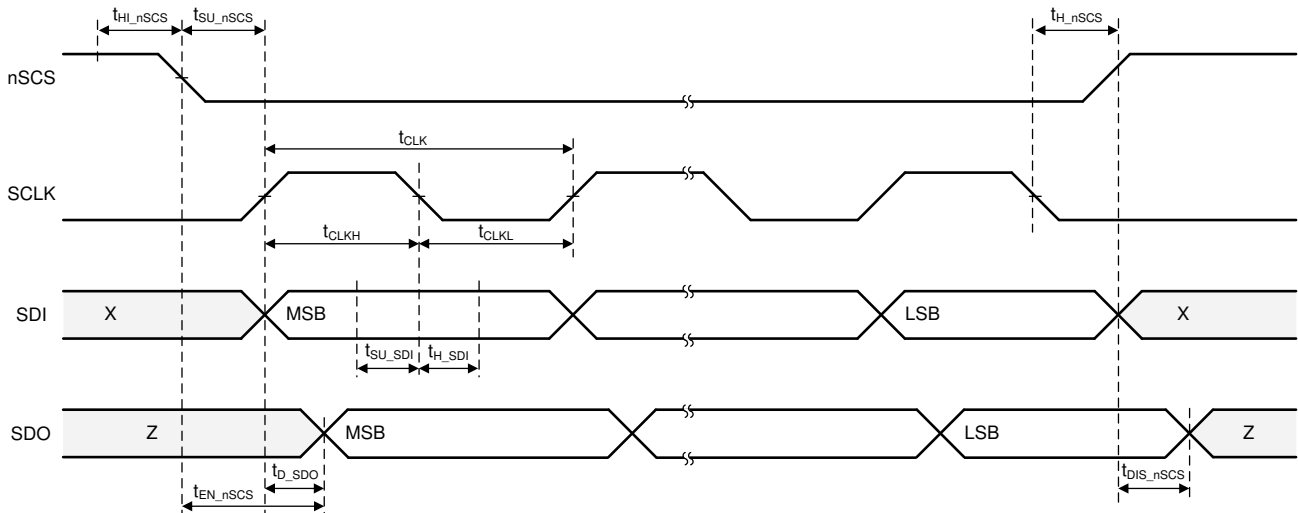 tHI_nSCS tSU_nSCS tH_nSCS
nSCS
tCLK
SCLK
tCLKH tCLKL
SDI X MSB LSB X
tSU_SDI tH_SDI
SDO Z MSB LSB Z
tD_SDO tDIS_nSCS
tEN_nSCS